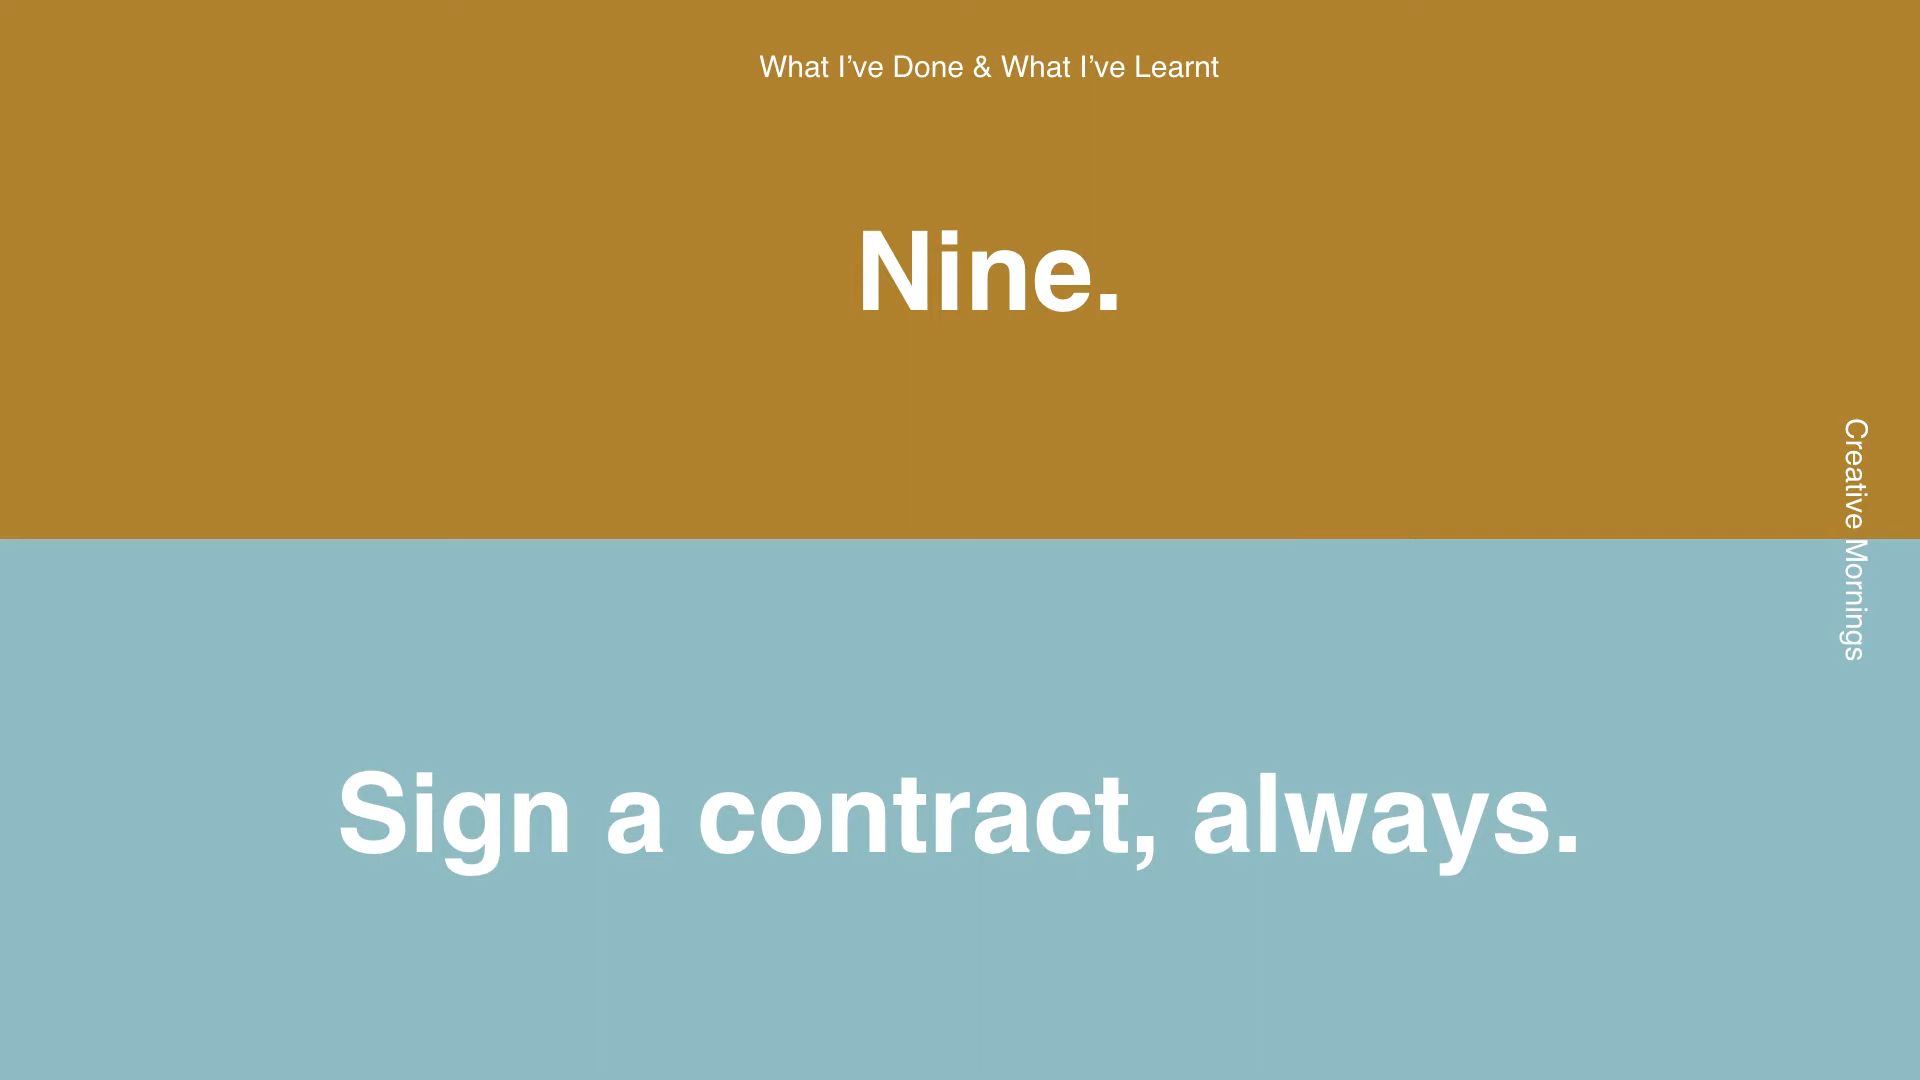 What I’ve Done & What I’ve Learnt
Nine.
Creative Mornings
Sign a contract, always.